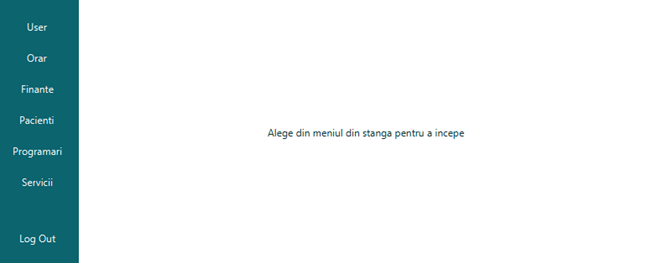 User
Orar
Finante
Pacienti
Programari
Servicii
Log Out
Alege din meniul din stanga pentru a incepe